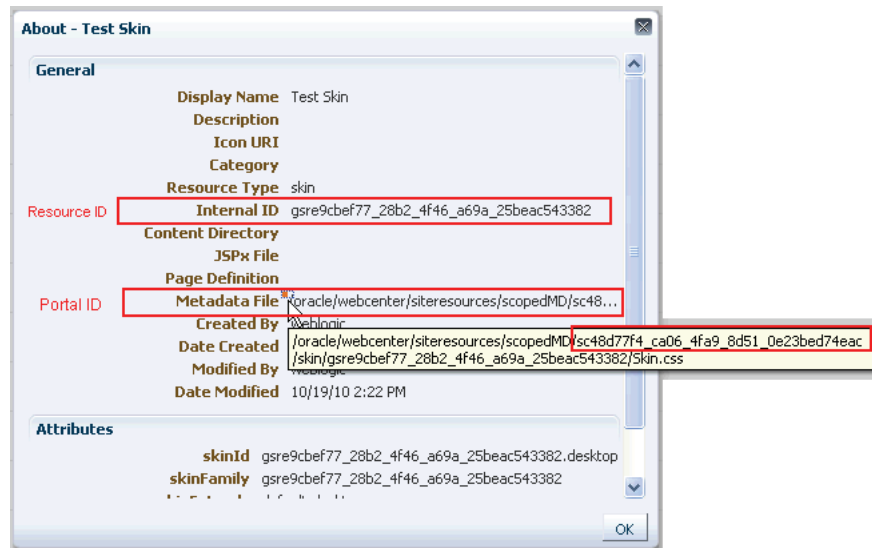 About - Test Skin
General
Display Name Test Skin
Description
Icon URI
Category
Resource Type skin
Resource ID Internal ID gsre9cbef77_28b2_4f46_a69a_25beac543382
Content Directory
JSPx File
Page Definition
Portal ID Metadata File /oracle/webcenter/siteresources/scopedMD/sc48...
Created By weblogic
/oracle/webcenter/siteresources/scopedMD/sc48d77f4_ca06_4fa9_8d51_0e23bed74eac
/skin/gsre9cbef77_28b2_4f46_a69a_25beac543382/Skin.css
Date Created
Modified By weblogic
Date Modified 10/19/10 2:22 PM
Attributes
skinId gsre9cbef77_28b2_4f46_a69a_25beac543382.desktop
skinFamily gsre9cbef77_28b2_4f46_a69a_25beac543382
OK